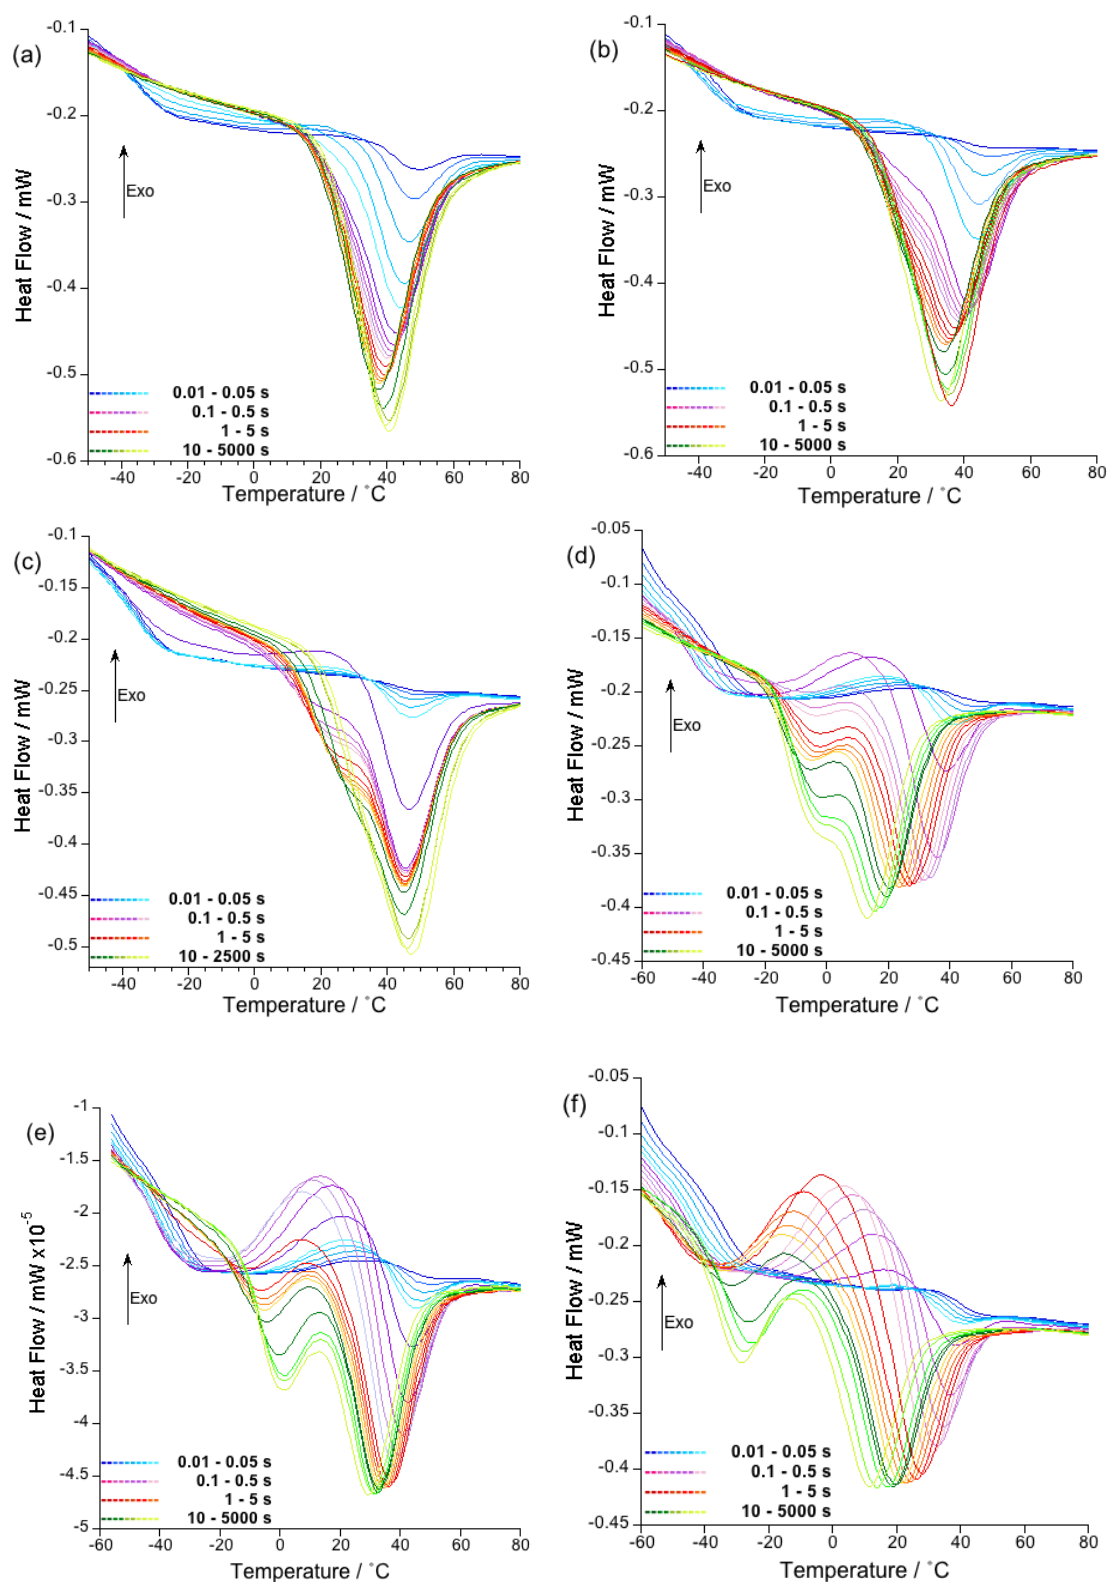 (a)
-0.1
-0.2
-0.3
-0.4
-0.5
-0.6
Heat Flow / mW
Exo
0.01 - 0.05 s
0.1 - 0.5 s
1 - 5 s
10 - 5000 s
-40 -20 0 20 40 60 80
Temperature / ˚C
(b)
-0.1
-0.2
-0.3
-0.4
-0.5
-0.6
Heat Flow / mW
Exo
0.01 - 0.05 s
0.1 - 0.5 s
1 - 5 s
10 - 5000 s
-40 -20 0 20 40 60 80
Temperature / ˚C
(c)
-0.1
-0.15
-0.2
-0.25
-0.3
-0.35
-0.4
-0.45
-0.5
Heat Flow / mW
Exo
0.01 - 0.05 s
0.1 - 0.5 s
1 - 5 s
10 - 2500 s
-40 -20 0 20 40 60 80
Temperature / ˚C
(d)
-0.05
-0.1
-0.15
-0.2
-0.25
-0.3
-0.35
-0.4
-0.45
Heat Flow / mW
Exo
0.01 - 0.05 s
0.1 - 0.5 s
1 - 5 s
10 - 5000 s
-60 -40 -20 0 20 40 60 80
Temperature / ˚C
(e)
-1
-1.5
-2
-2.5
-3
-3.5
-4
-4.5
-5
Heat Flow / mW x10-5
Exo
0.01 - 0.05 s
0.1 - 0.5 s
1 - 5 s
10 - 5000 s
-60 -40 -20 0 20 40 60 80
Temperature / ˚C
(f)
-0.05
-0.1
-0.15
-0.2
-0.25
-0.3
-0.35
-0.4
-0.45
Heat Flow / mW
Exo
0.01 - 0.05 s
0.1 - 0.5 s
1 - 5 s
10 - 5000 s
-60 -40 -20 0 20 40 60 80
Temperature / ˚C